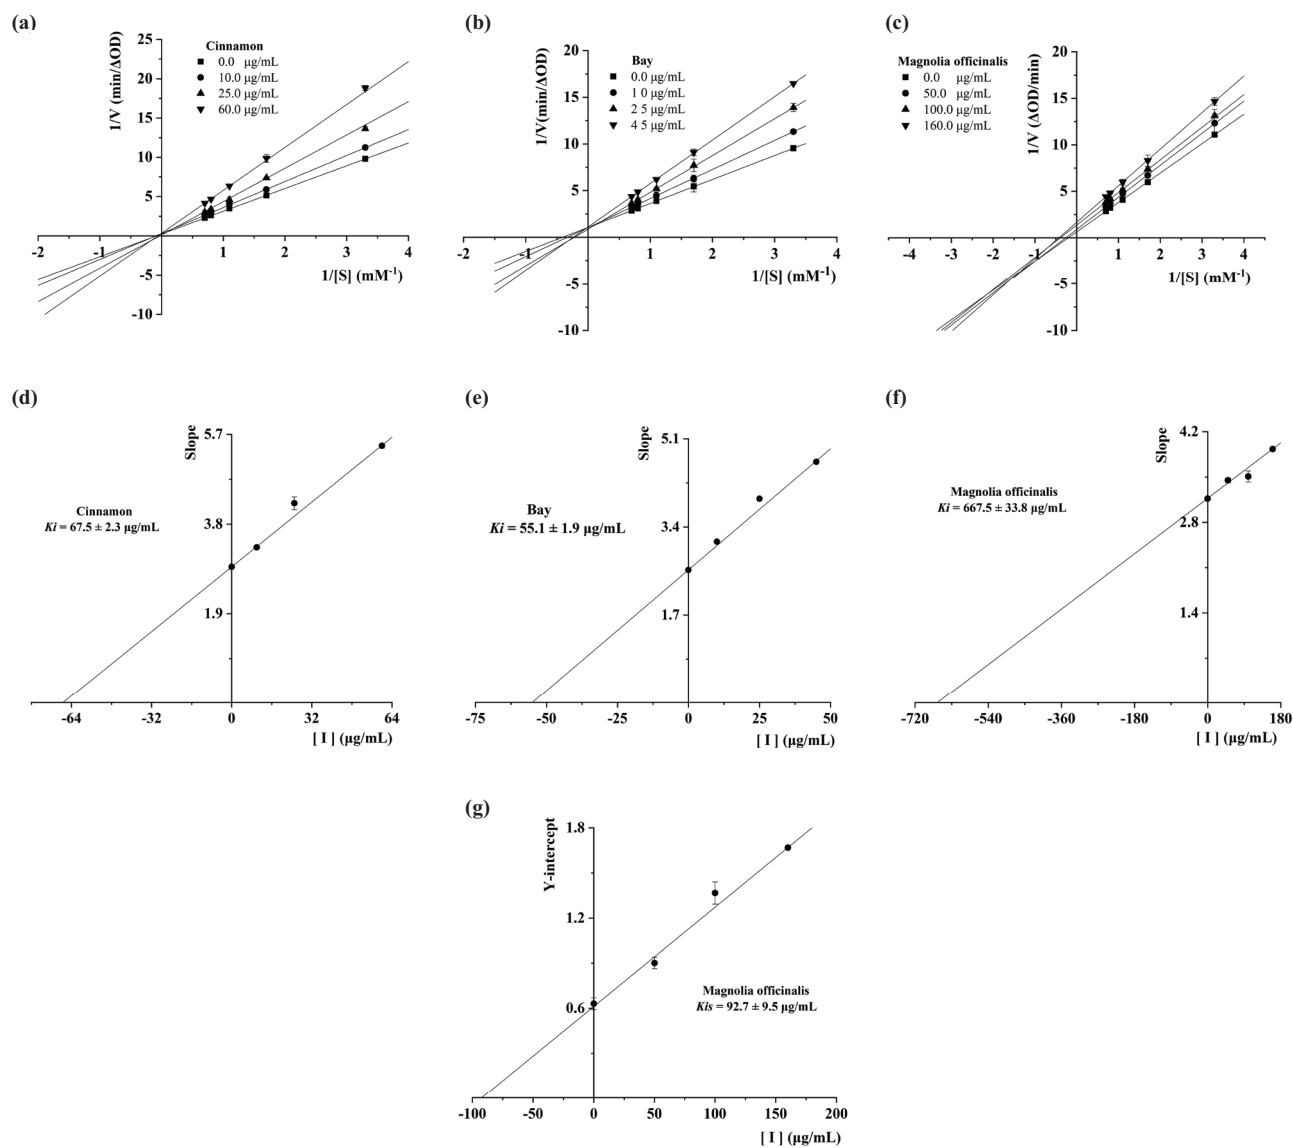 (a)
1/V (min/ΔOD)
Cinnamon
0.0 μg/mL
10.0 μg/mL
25.0 μg/mL
60.0 μg/mL
25
20
15
10
5
-5
-10
-2
-1
0
1
2
3
4
1/[S] (mM-1)
(b)
1/V(min/ΔOD)
Bay
0.0 μg/mL
1 0 μg/mL
2 5 μg/mL
4 5 μg/mL
20
15
10
5
-5
-10
-2
-1
0
1
2
3
4
1/[S] (mM-1)
(c)
1/V (ΔOD/min)
Magnolia officinalis
0.0 μg/mL
50.0 μg/mL
100.0 μg/mL
160.0 μg/mL
20
15
10
5
-5
-10
-4
-3
-2
-1
0
1
2
3
4
1/[S] (mM-1)
(d)
Slope
5.7
3.8
1.9
Cinnamon
Ki = 67.5 ± 2.3 μg/mL
-64
-32
0
32
64
[ I ] (μg/mL)
(e)
Slope
5.1
3.4
1.7
Bay
Ki = 55.1 ± 1.9 μg/mL
-75
-50
-25
0
25
50
[ I ] (μg/mL)
(f)
Slope
4.2
2.8
1.4
Magnolia officinalis
Ki = 667.5 ± 33.8 μg/mL
-720
-540
-360
-180
0
180
[ I ] (μg/mL)
(g)
Y-intercept
1.8
1.2
0.6
Magnolia officinalis
Kis = 92.7 ± 9.5 μg/mL
-100
-50
0
50
100
150
200
[ I ] (μg/mL)